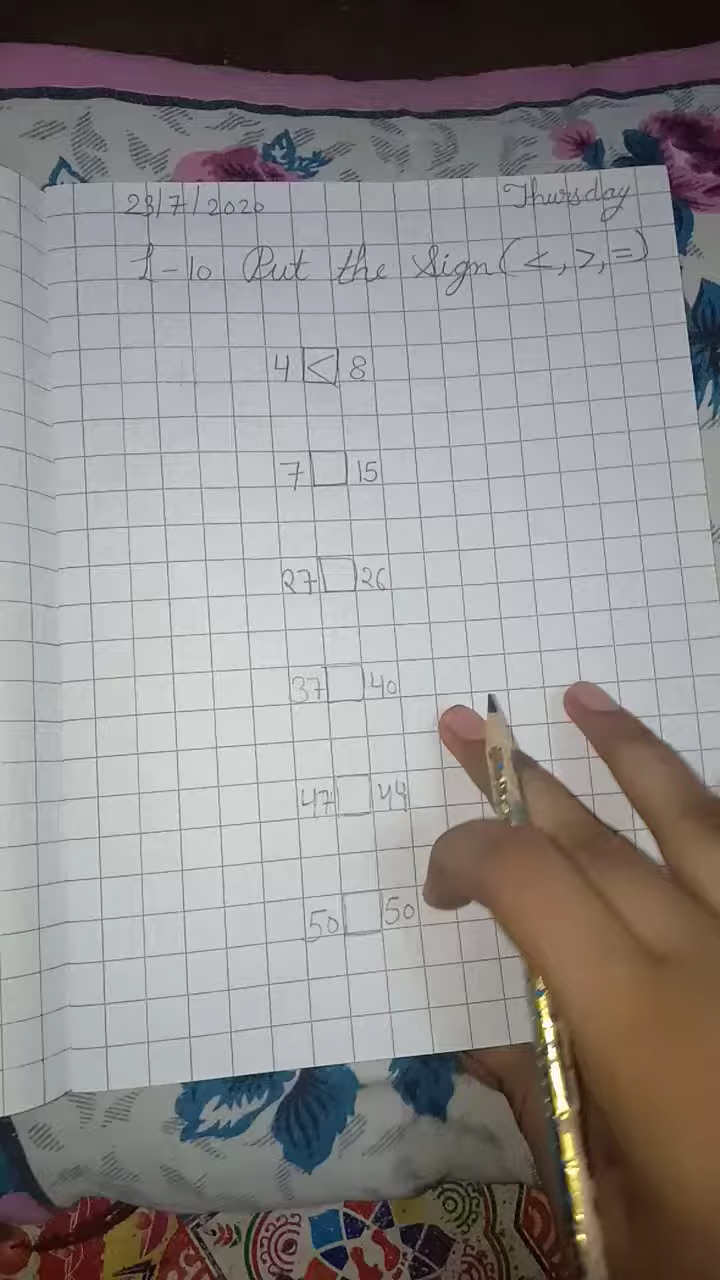 23/7/2020 Thursday
L-10 Put the Sign (<, >, =)
4 < 8
7 15
27 26
37 40
47 44
50 50